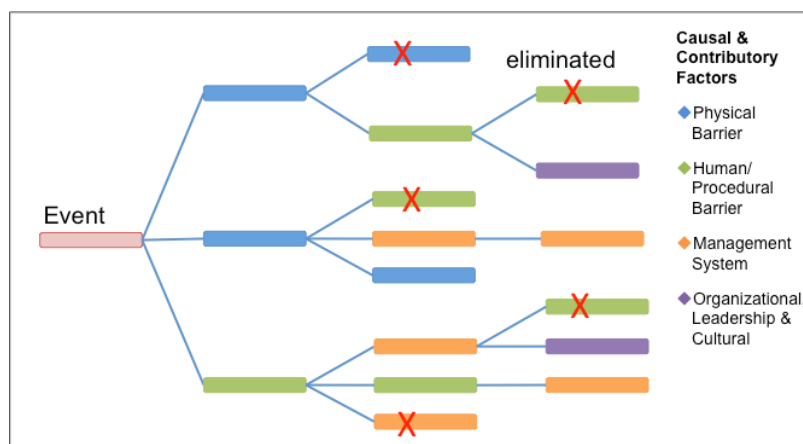 eliminated
Event
Causal &
Contributory
Factors
Physical
Barrier
Human/
Procedural
Barrier
Management
System
Organizational,
Leadership &
Cultural